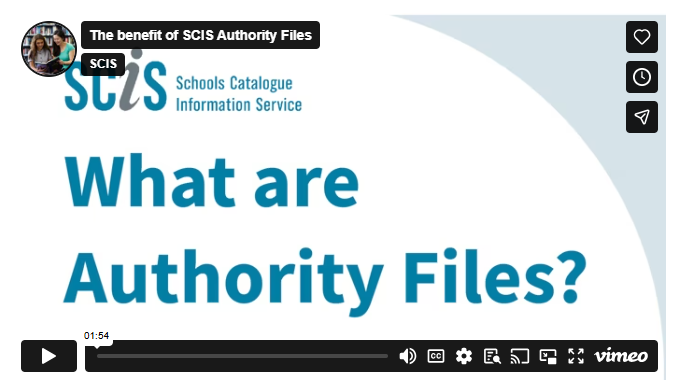 The benefit of SCIS Authority Files
SCIS
SCiS Schools Catalogue
Information Service
What are
Authority Files?
01:54
CC
vimeo